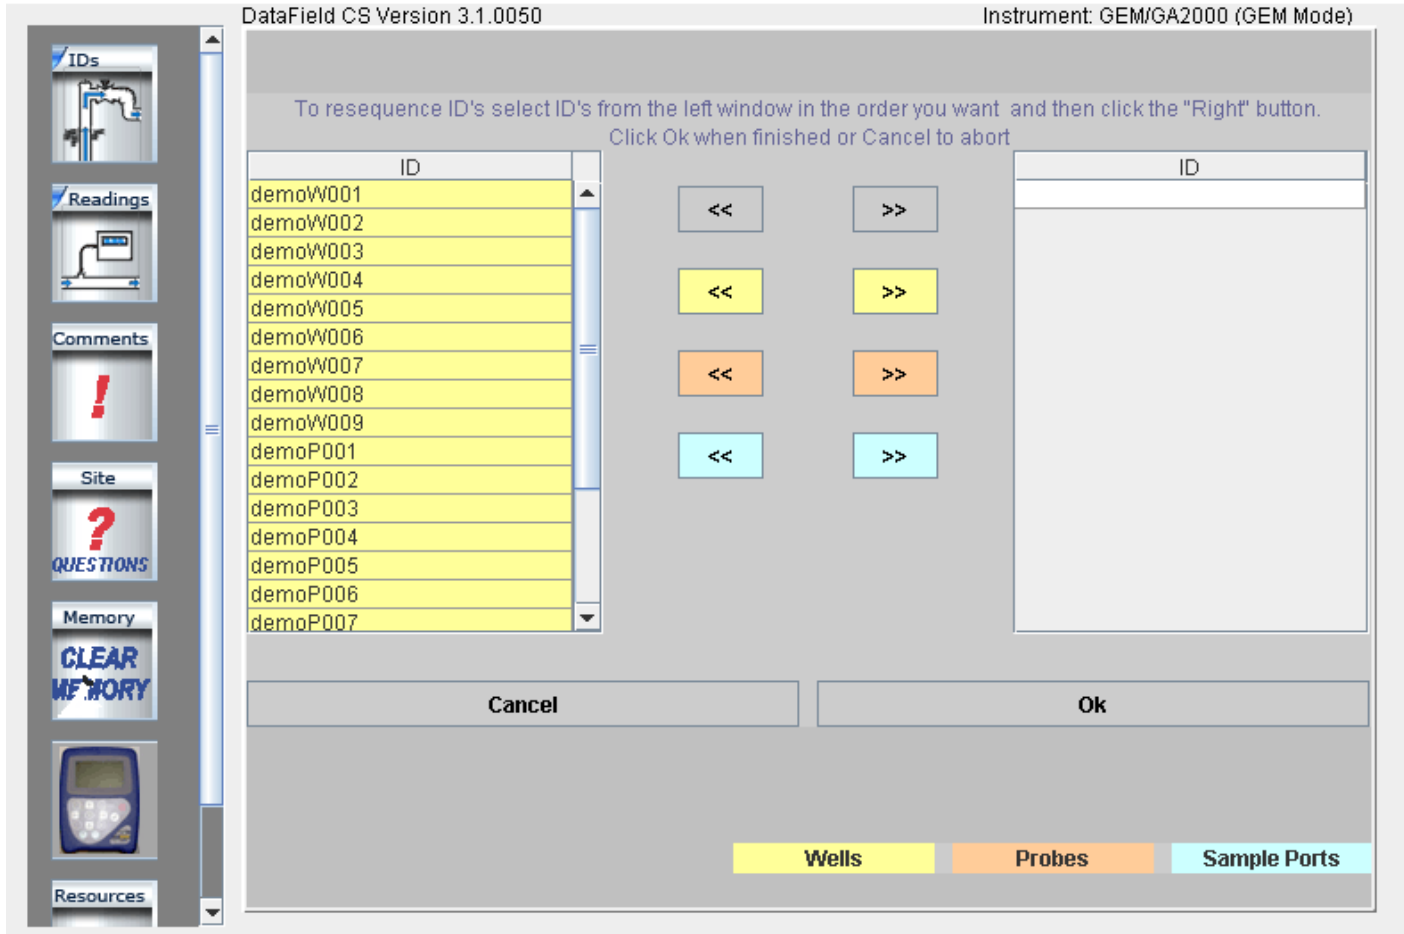 DataField CS Version 3.1.0050
Instrument: GEM/GA2000 (GEM Mode)
IDs
Readings
Comments
!
Site
?
QUESTIONS
Memory
CLEAR
MEMORY
Resources
To resequence ID's select ID's from the left window in the order you want and then click the "Right" button.
Click Ok when finished or Cancel to abort
ID
demoW001
demoW002
demoW003
demoW004
demoW005
demoW006
demoW007
demoW008
demoW009
demoP001
demoP002
demoP003
demoP004
demoP005
demoP006
demoP007
<< >>
<< >>
<< >>
<< >>
ID
Cancel
Ok
Wells
Probes
Sample Ports